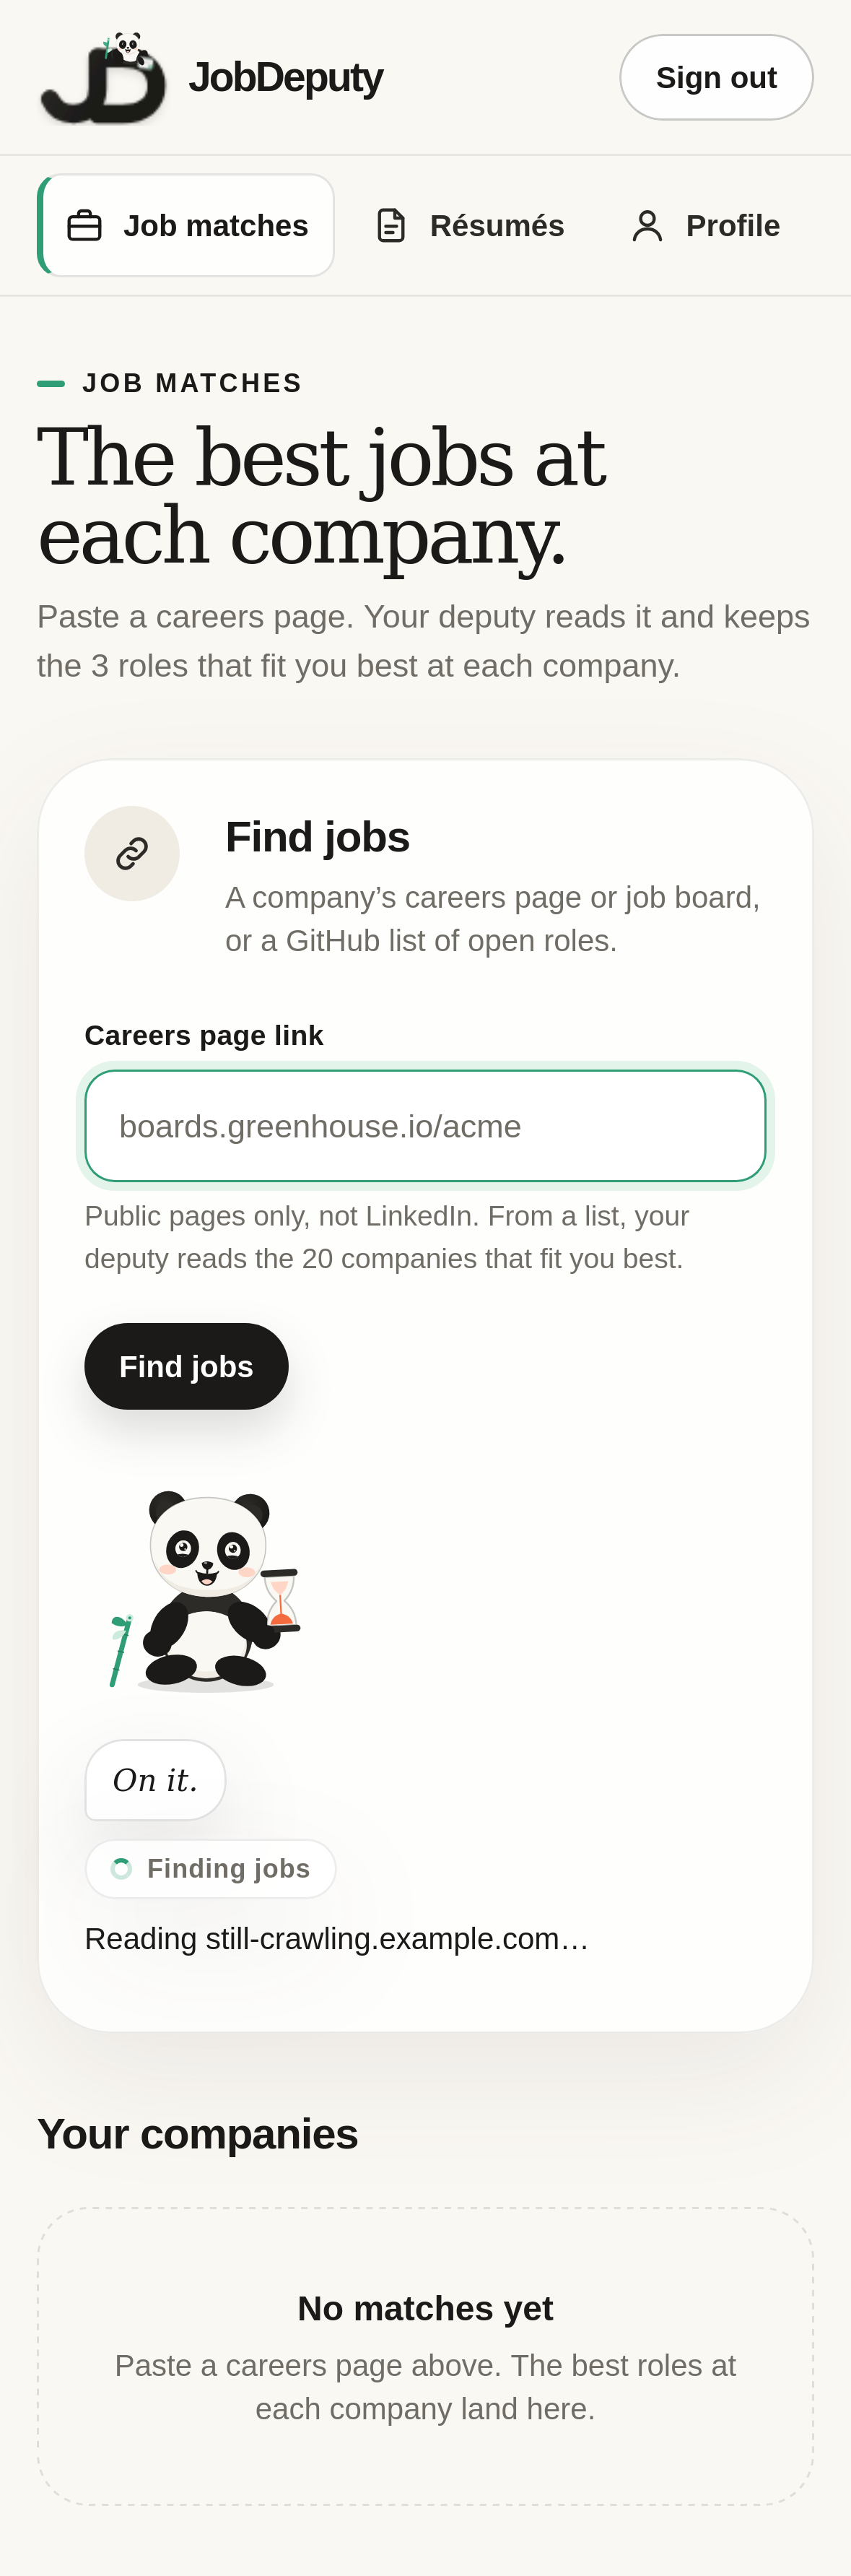 JD JobDeputy
Sign out
Job matches
Résumés
Profile
JOB MATCHES
The best jobs at
each company.
Paste a careers page. Your deputy reads it and keeps
the 3 roles that fit you best at each company.
Find jobs
A company’s careers page or job board,
or a GitHub list of open roles.
Careers page link
boards.greenhouse.io/acme
Public pages only, not LinkedIn. From a list, your
deputy reads the 20 companies that fit you best.
Find jobs
On it.
Finding jobs
Reading still-crawling.example.com…
Your companies
No matches yet
Paste a careers page above. The best roles at
each company land here.